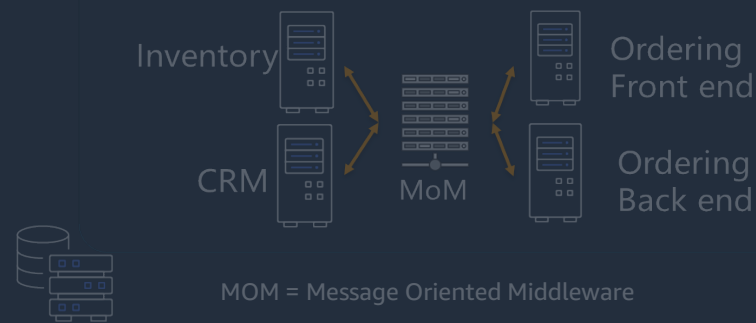 Inventory
Ordering
Front end
CRM
MoM
Ordering
Back end
MOM = Message Oriented Middleware